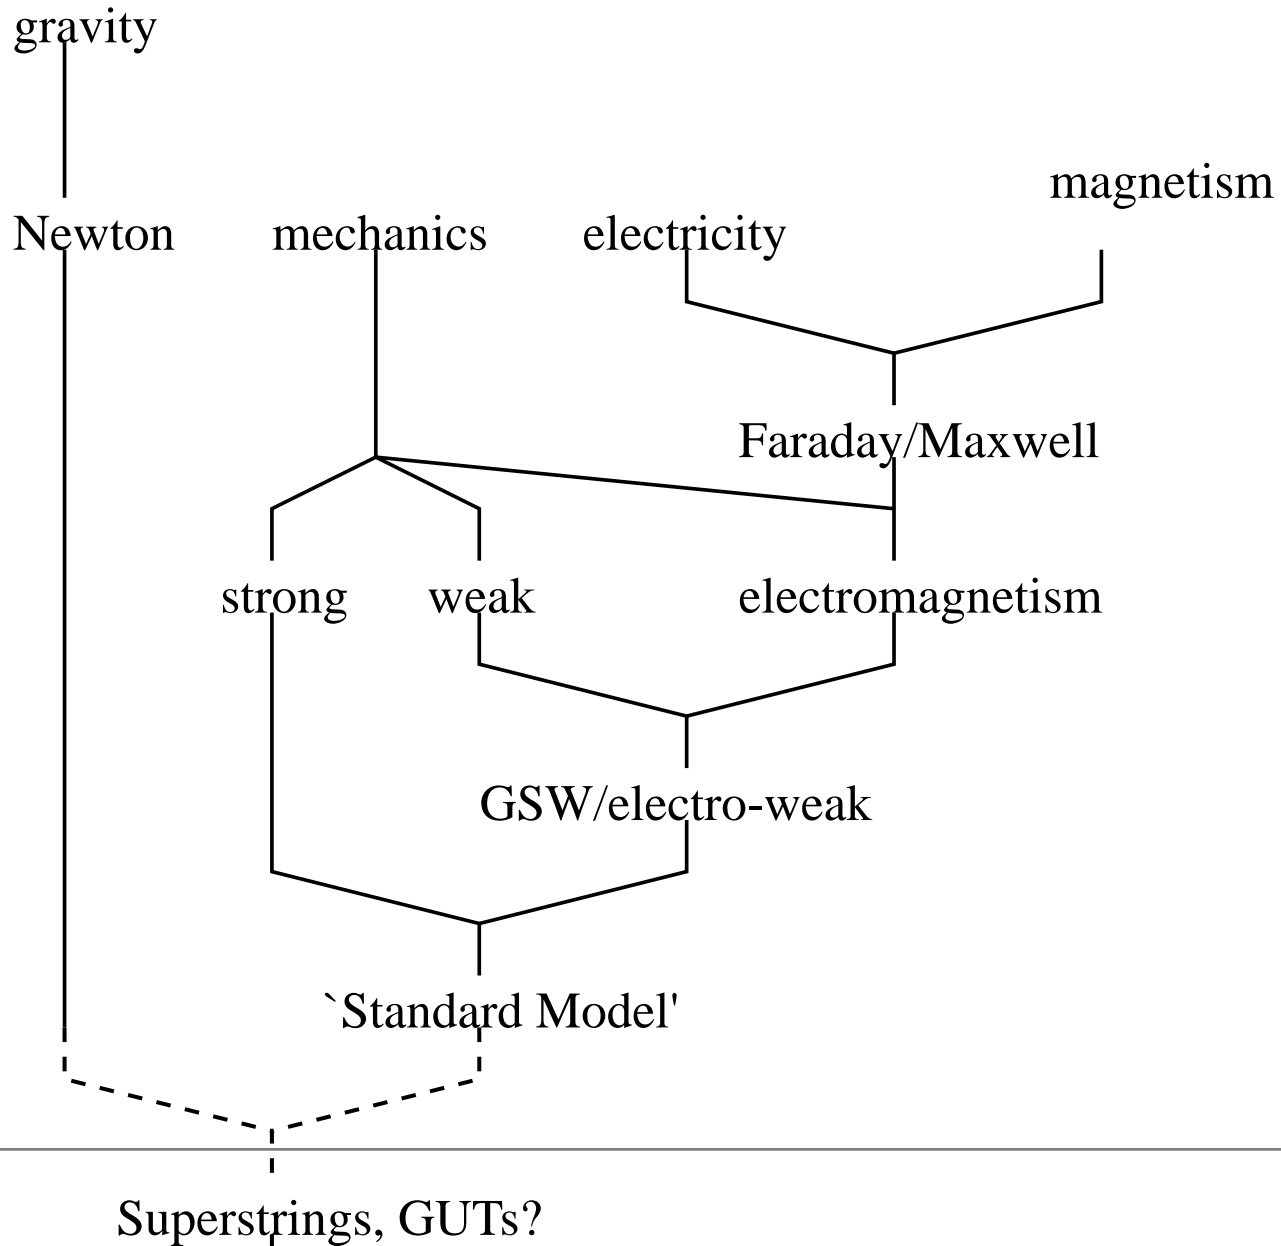 gravity
magnetism
Newton mechanics electricity
Faraday/Maxwell
strong weak electromagnetism
GSW/electro-weak
`Standard Model'
Superstrings, GUTs?